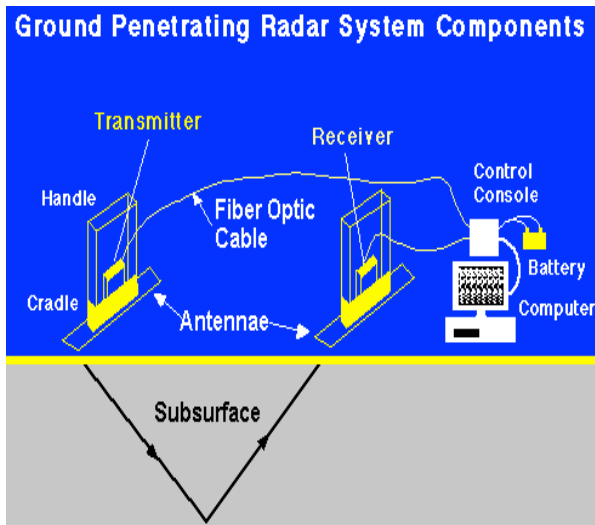 Ground Penetrating Radar System Components
Transmitter
Receiver
Control
Console
Handle
Fiber Optic
Cable
Battery
Cradle
Antennae
Computer
Subsurface